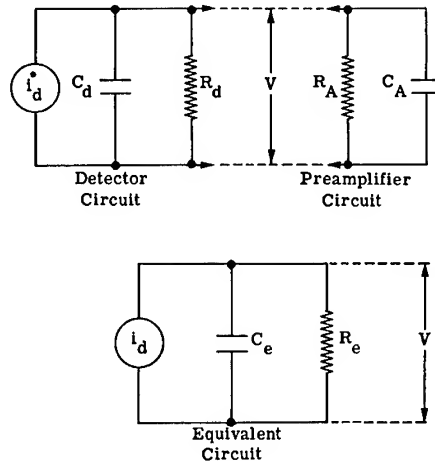 i_d C_d R_d V R_A C_A
Detector Preamplifier
Circuit Circuit
i_d C_e R_e V
Equivalent
Circuit